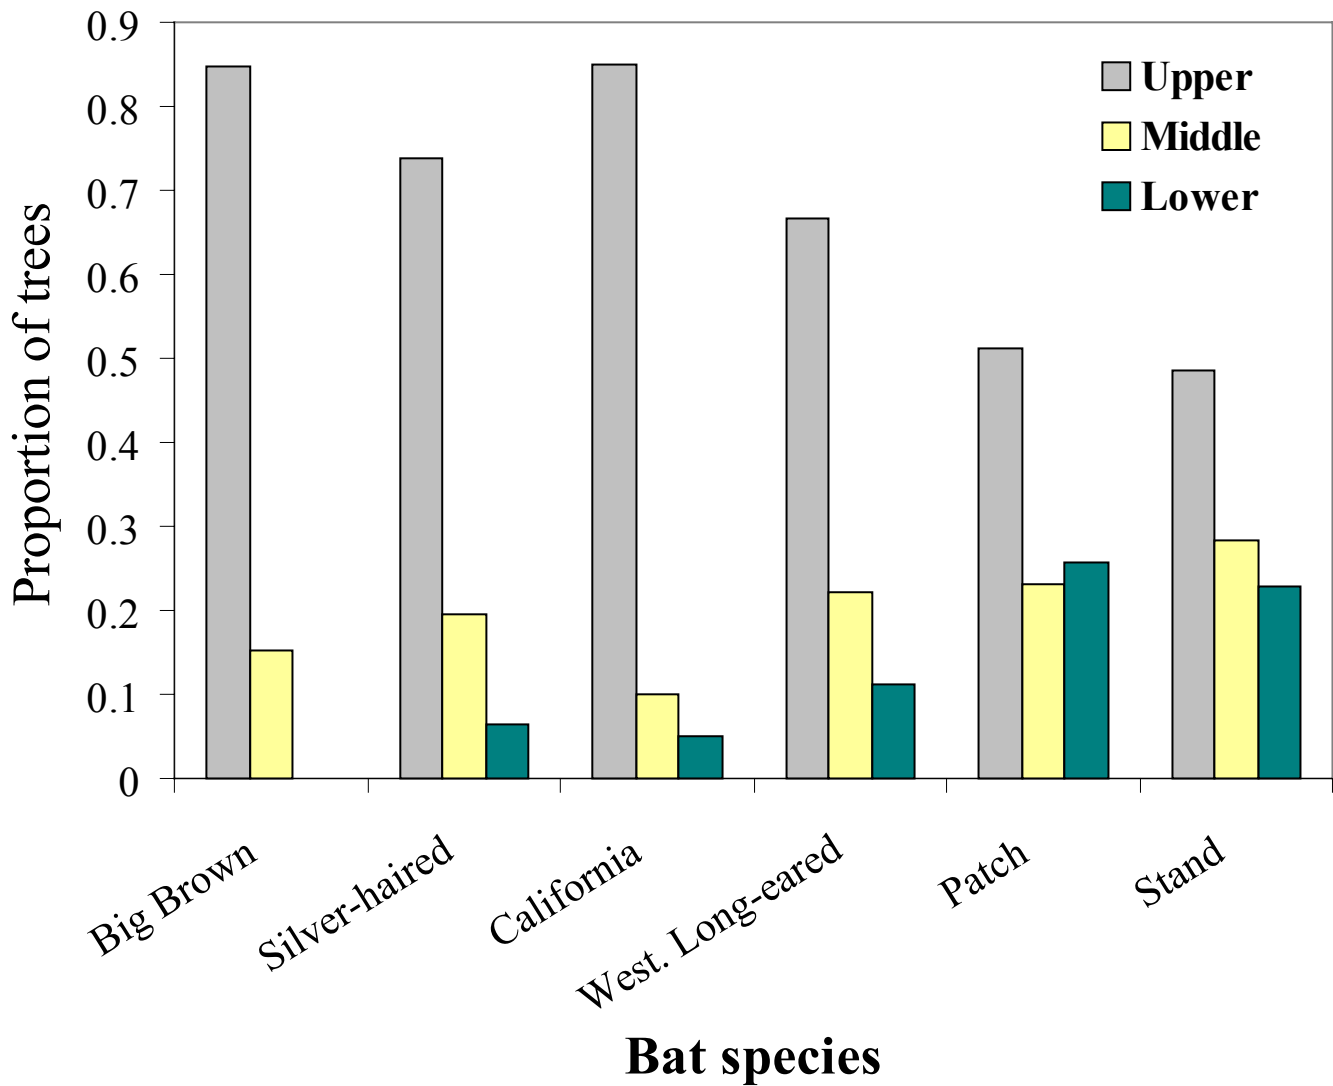 0.9
0.8
0.7
0.6
0.5
0.4
0.3
0.2
0.1
0
Proportion of trees
Upper
Middle
Lower
Big Brown
Silver-haired
California
West. Long-eared
Patch
Stand
Bat species